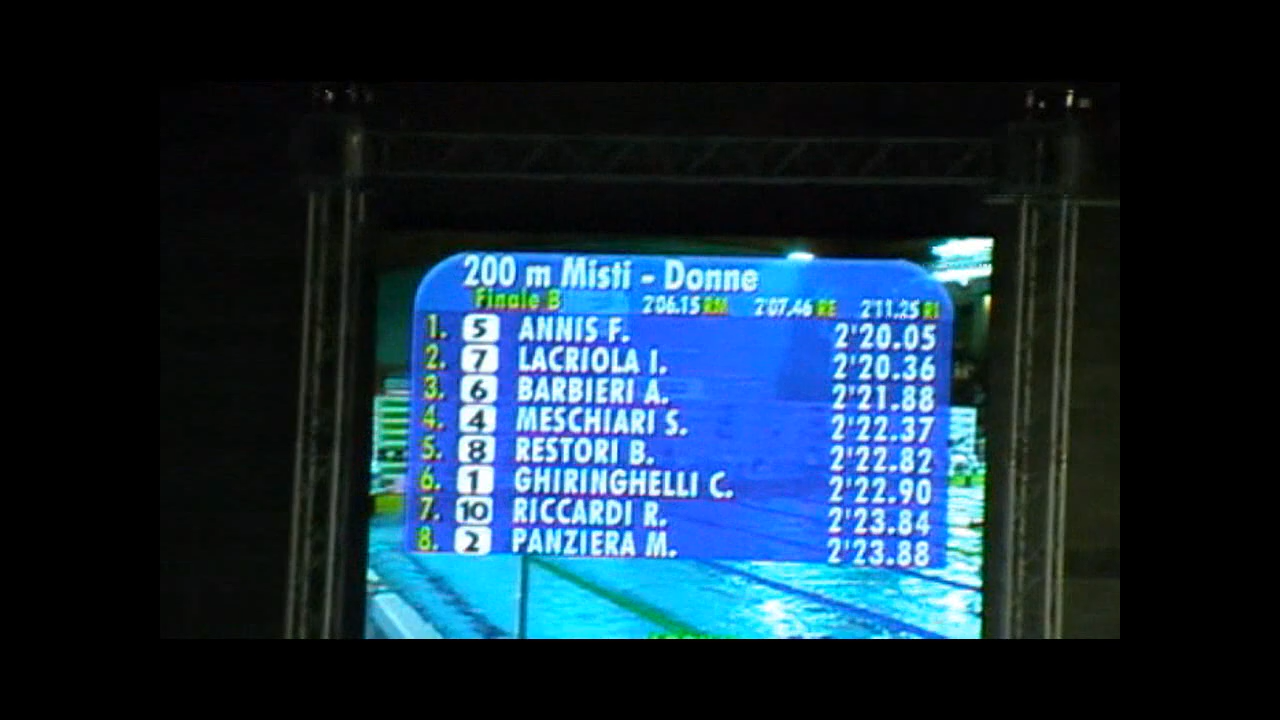 200 m Misti - Donne
Finale B 2'06.15 RM 2'07.46 RE 2'11.25 RI
1. 5 ANNIS F. 2'20.05
2. 7 LACRIOLA I. 2'20.36
3. 6 BARBIERI A. 2'21.88
4. 4 MESCHIARI S. 2'22.37
5. 8 RESTORI B. 2'22.82
6. 1 GHIRINGHELLI C. 2'22.90
7. 10 RICCARDI R. 2'23.84
8. 2 PANZIERA M. 2'23.88